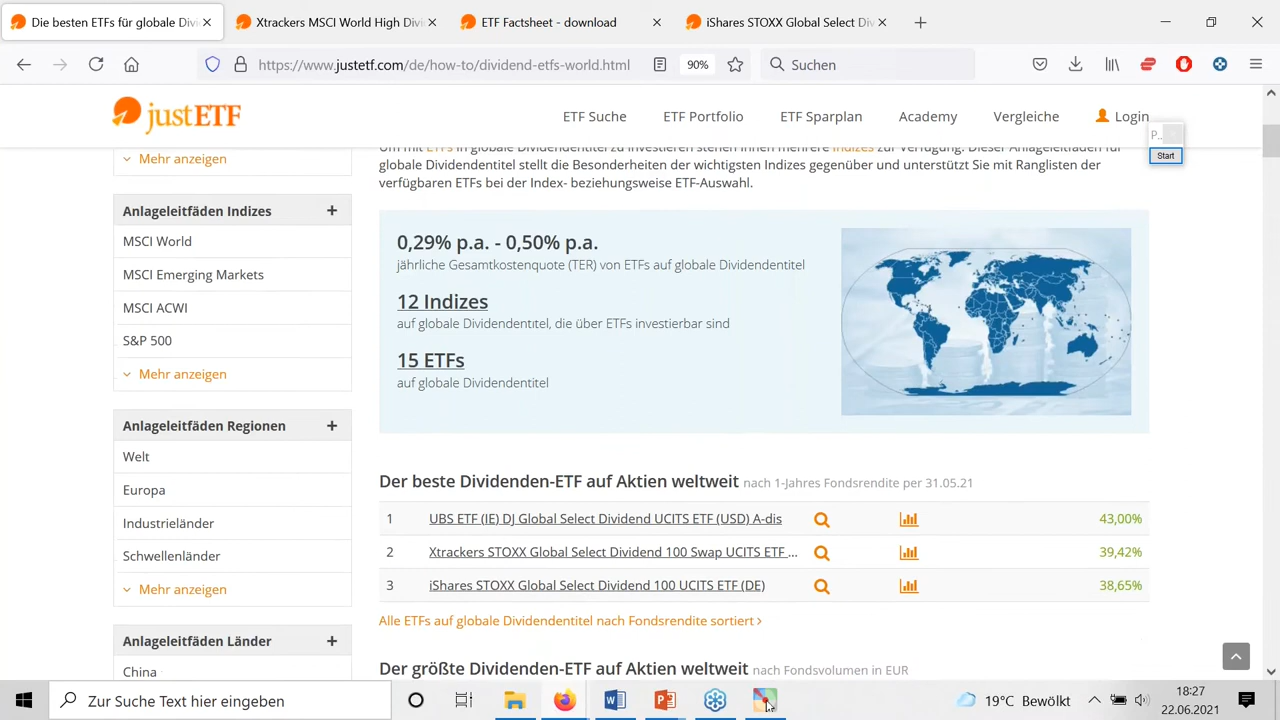 Die besten ETFs für globale Divi
Xtrackers MSCI World High Divi
ETF Factsheet - download
iShares STOXX Global Select Div
https://www.justetf.com/de/how-to/dividend-etfs-world.html
90%
Suchen
justETF
ETF Suche
ETF Portfolio
ETF Sparplan
Academy
Vergleiche
Login
P...
Start
Mehr anzeigen
Anlageleitfäden Indizes
MSCI World
MSCI Emerging Markets
MSCI ACWI
S&P 500
Mehr anzeigen
Anlageleitfäden Regionen
Welt
Europa
Industrieländer
Schwellenländer
Mehr anzeigen
Anlageleitfäden Länder
China
Um mit ETFs in globale Dividendentitel zu investieren stehen Ihnen mehrere Indizes zur Verfügung. Dieser Anlageleitfaden für
globale Dividendentitel stellt die Besonderheiten der wichtigsten Indizes gegenüber und unterstützt Sie mit Ranglisten der
verfügbaren ETFs bei der Index- beziehungsweise ETF-Auswahl.
0,29% p.a. - 0,50% p.a.
jährliche Gesamtkostenquote (TER) von ETFs auf globale Dividendentitel
12 Indizes
auf globale Dividendentitel, die über ETFs investierbar sind
15 ETFs
auf globale Dividendentitel
Der beste Dividenden-ETF auf Aktien weltweit nach 1-Jahres Fondsrendite per 31.05.21
1 UBS ETF (IE) DJ Global Select Dividend UCITS ETF (USD) A-dis 43,00%
2 Xtrackers STOXX Global Select Dividend 100 Swap UCITS ETF ... 39,42%
3 iShares STOXX Global Select Dividend 100 UCITS ETF (DE) 38,65%
Alle ETFs auf globale Dividendentitel nach Fondsrendite sortiert
Der größte Dividenden-ETF auf Aktien weltweit nach Fondsvolumen in EUR
Zur Suche Text hier eingeben
19°C Bewölkt
18:27
22.06.2021